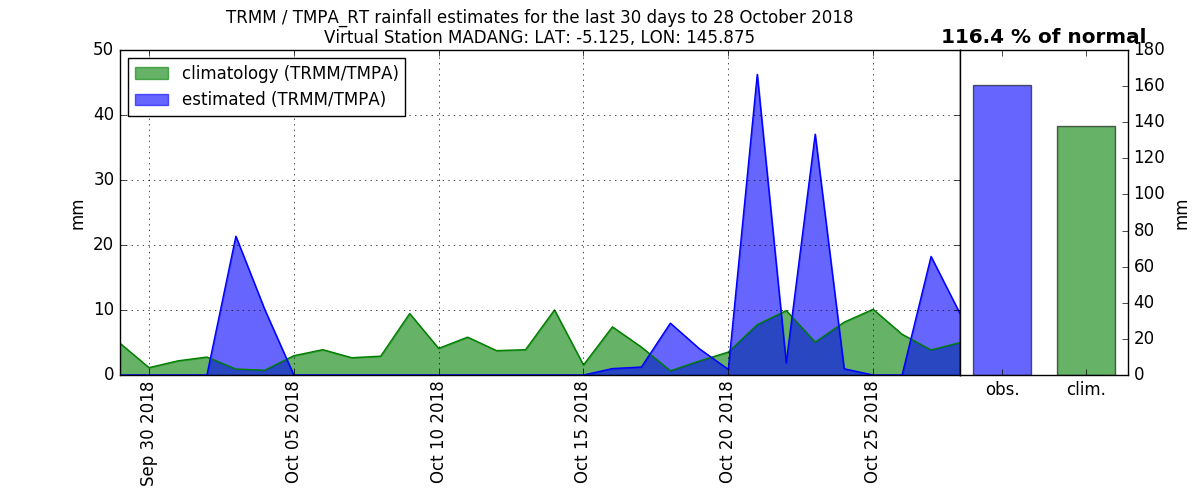 TRMM / TMPA_RT rainfall estimates for the last 30 days to 28 October 2018
Virtual Station MADANG: LAT: -5.125, LON: 145.875
116.4 % of normal
climatology (TRMM/TMPA)
estimated (TRMM/TMPA)
50
40
30
20
10
0
mm
Sep 30 2018
Oct 05 2018
Oct 10 2018
Oct 15 2018
Oct 20 2018
Oct 25 2018
obs.
clim.
180
160
140
120
100
80
60
40
20
0
mm